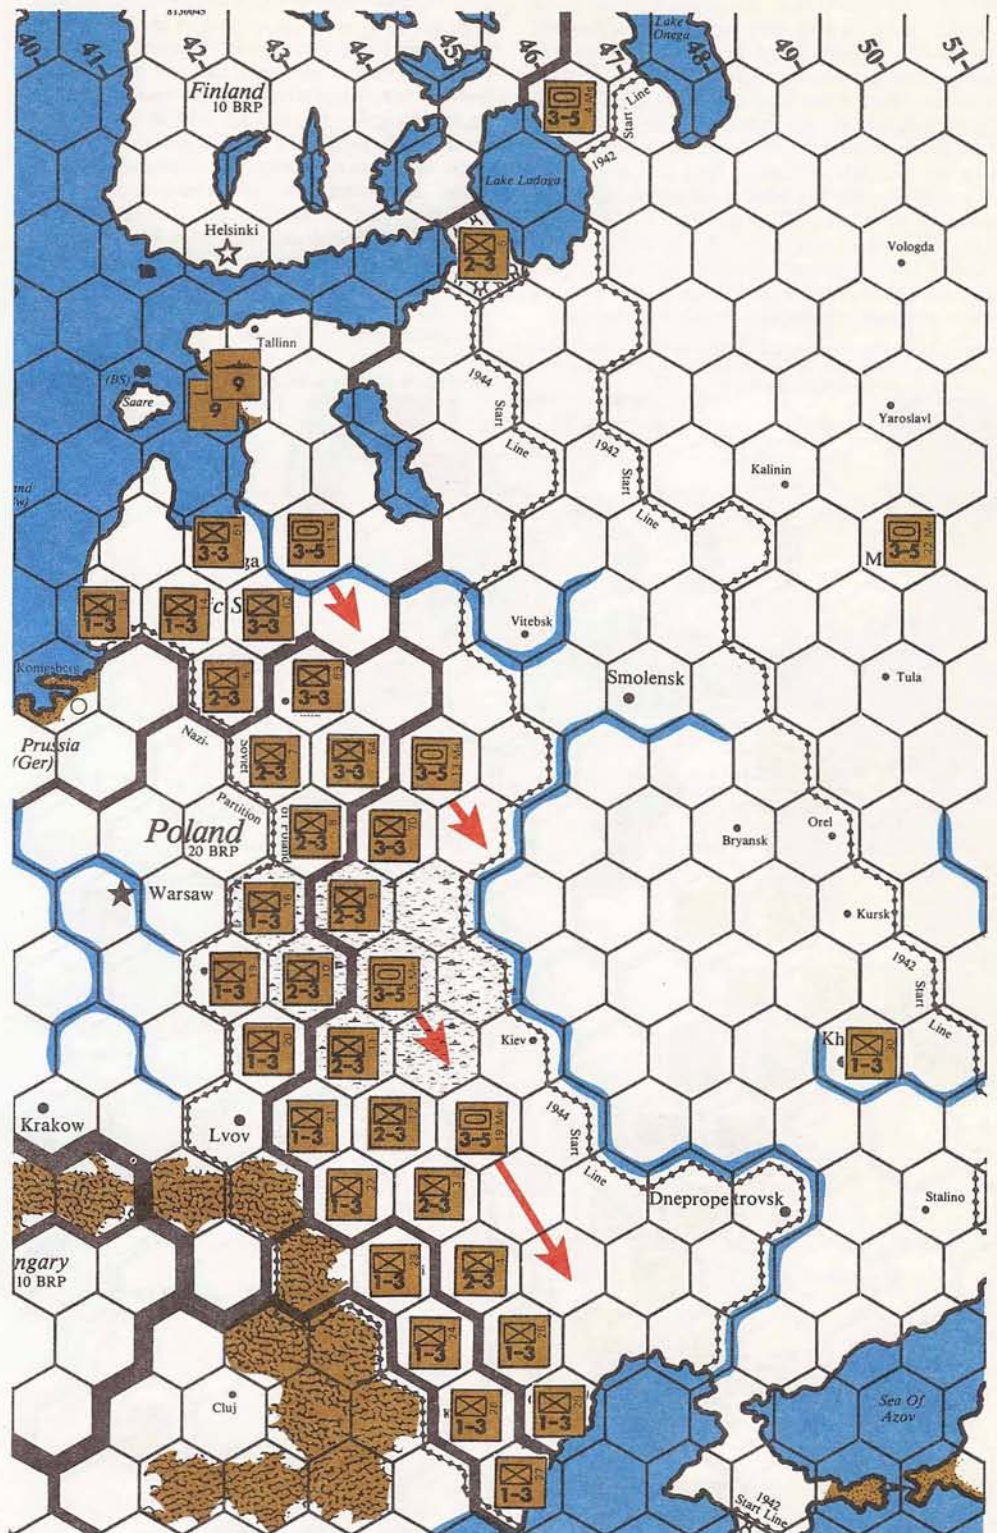 8130045
40
41
42
43
44
45
46
47
48
49
50
51
Lake
Onega
Finland
10 BRP
3-5
Start
Line
1942
Lake Ladoga
Helsinki
2-3
Vologda
Tallinn
(BS)
Saare
9
9
1944
Start
Line
1942
Start
Line
Yaroslavl
Kalinin
3-3
3-5
3-5
M
1-3
1-3
3-3
Vitebsk
Konigsberg
2-3
3-3
Smolensk
Tula
Prussia
(Ger)
Nazi-
Soviet
Partition
of Poland
2-3
3-3
3-5
Poland
20 BRP
2-3
3-3
Bryansk
Orel
Warsaw
1-3
2-3
Kursk
1-3
2-3
3-5
1942
Start
Line
1-3
2-3
Kiev
Kh
1-3
Krakow
Lvov
1-3
2-3
3-5
1944
Start
Line
1-3
2-3
Dnepropetrovsk
Stalino
ngary
10 BRP
1-3
2-3
1-3
1-3
Cluj
1-3
1-3
Sea Of
Azov
1-3
1942
Start Line